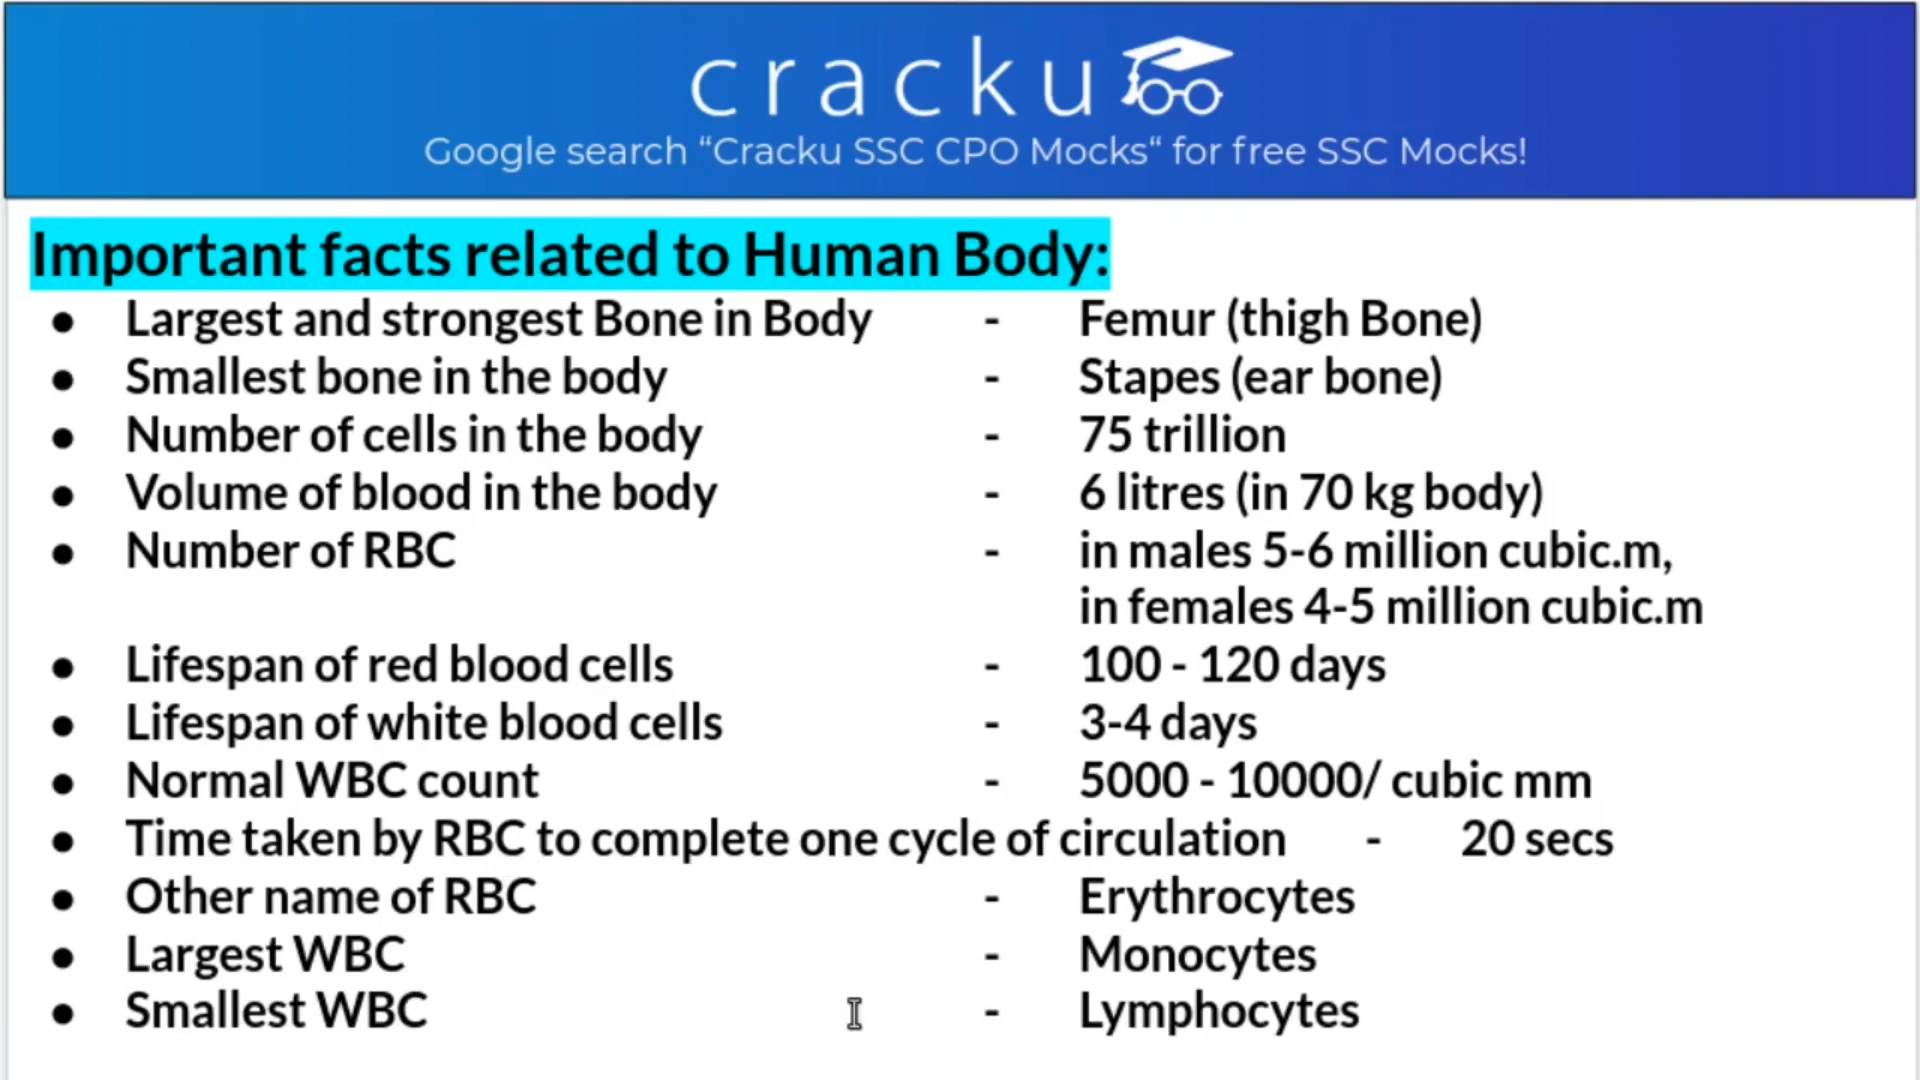 cracku
Google search “Cracku SSC CPO Mocks“ for free SSC Mocks!
Important facts related to Human Body:
● Largest and strongest Bone in Body - Femur (thigh Bone)
● Smallest bone in the body - Stapes (ear bone)
● Number of cells in the body - 75 trillion
● Volume of blood in the body - 6 litres (in 70 kg body)
● Number of RBC - in males 5-6 million cubic.m,
in females 4-5 million cubic.m
● Lifespan of red blood cells - 100 - 120 days
● Lifespan of white blood cells - 3-4 days
● Normal WBC count - 5000 - 10000/ cubic mm
● Time taken by RBC to complete one cycle of circulation - 20 secs
● Other name of RBC - Erythrocytes
● Largest WBC - Monocytes
● Smallest WBC - Lymphocytes